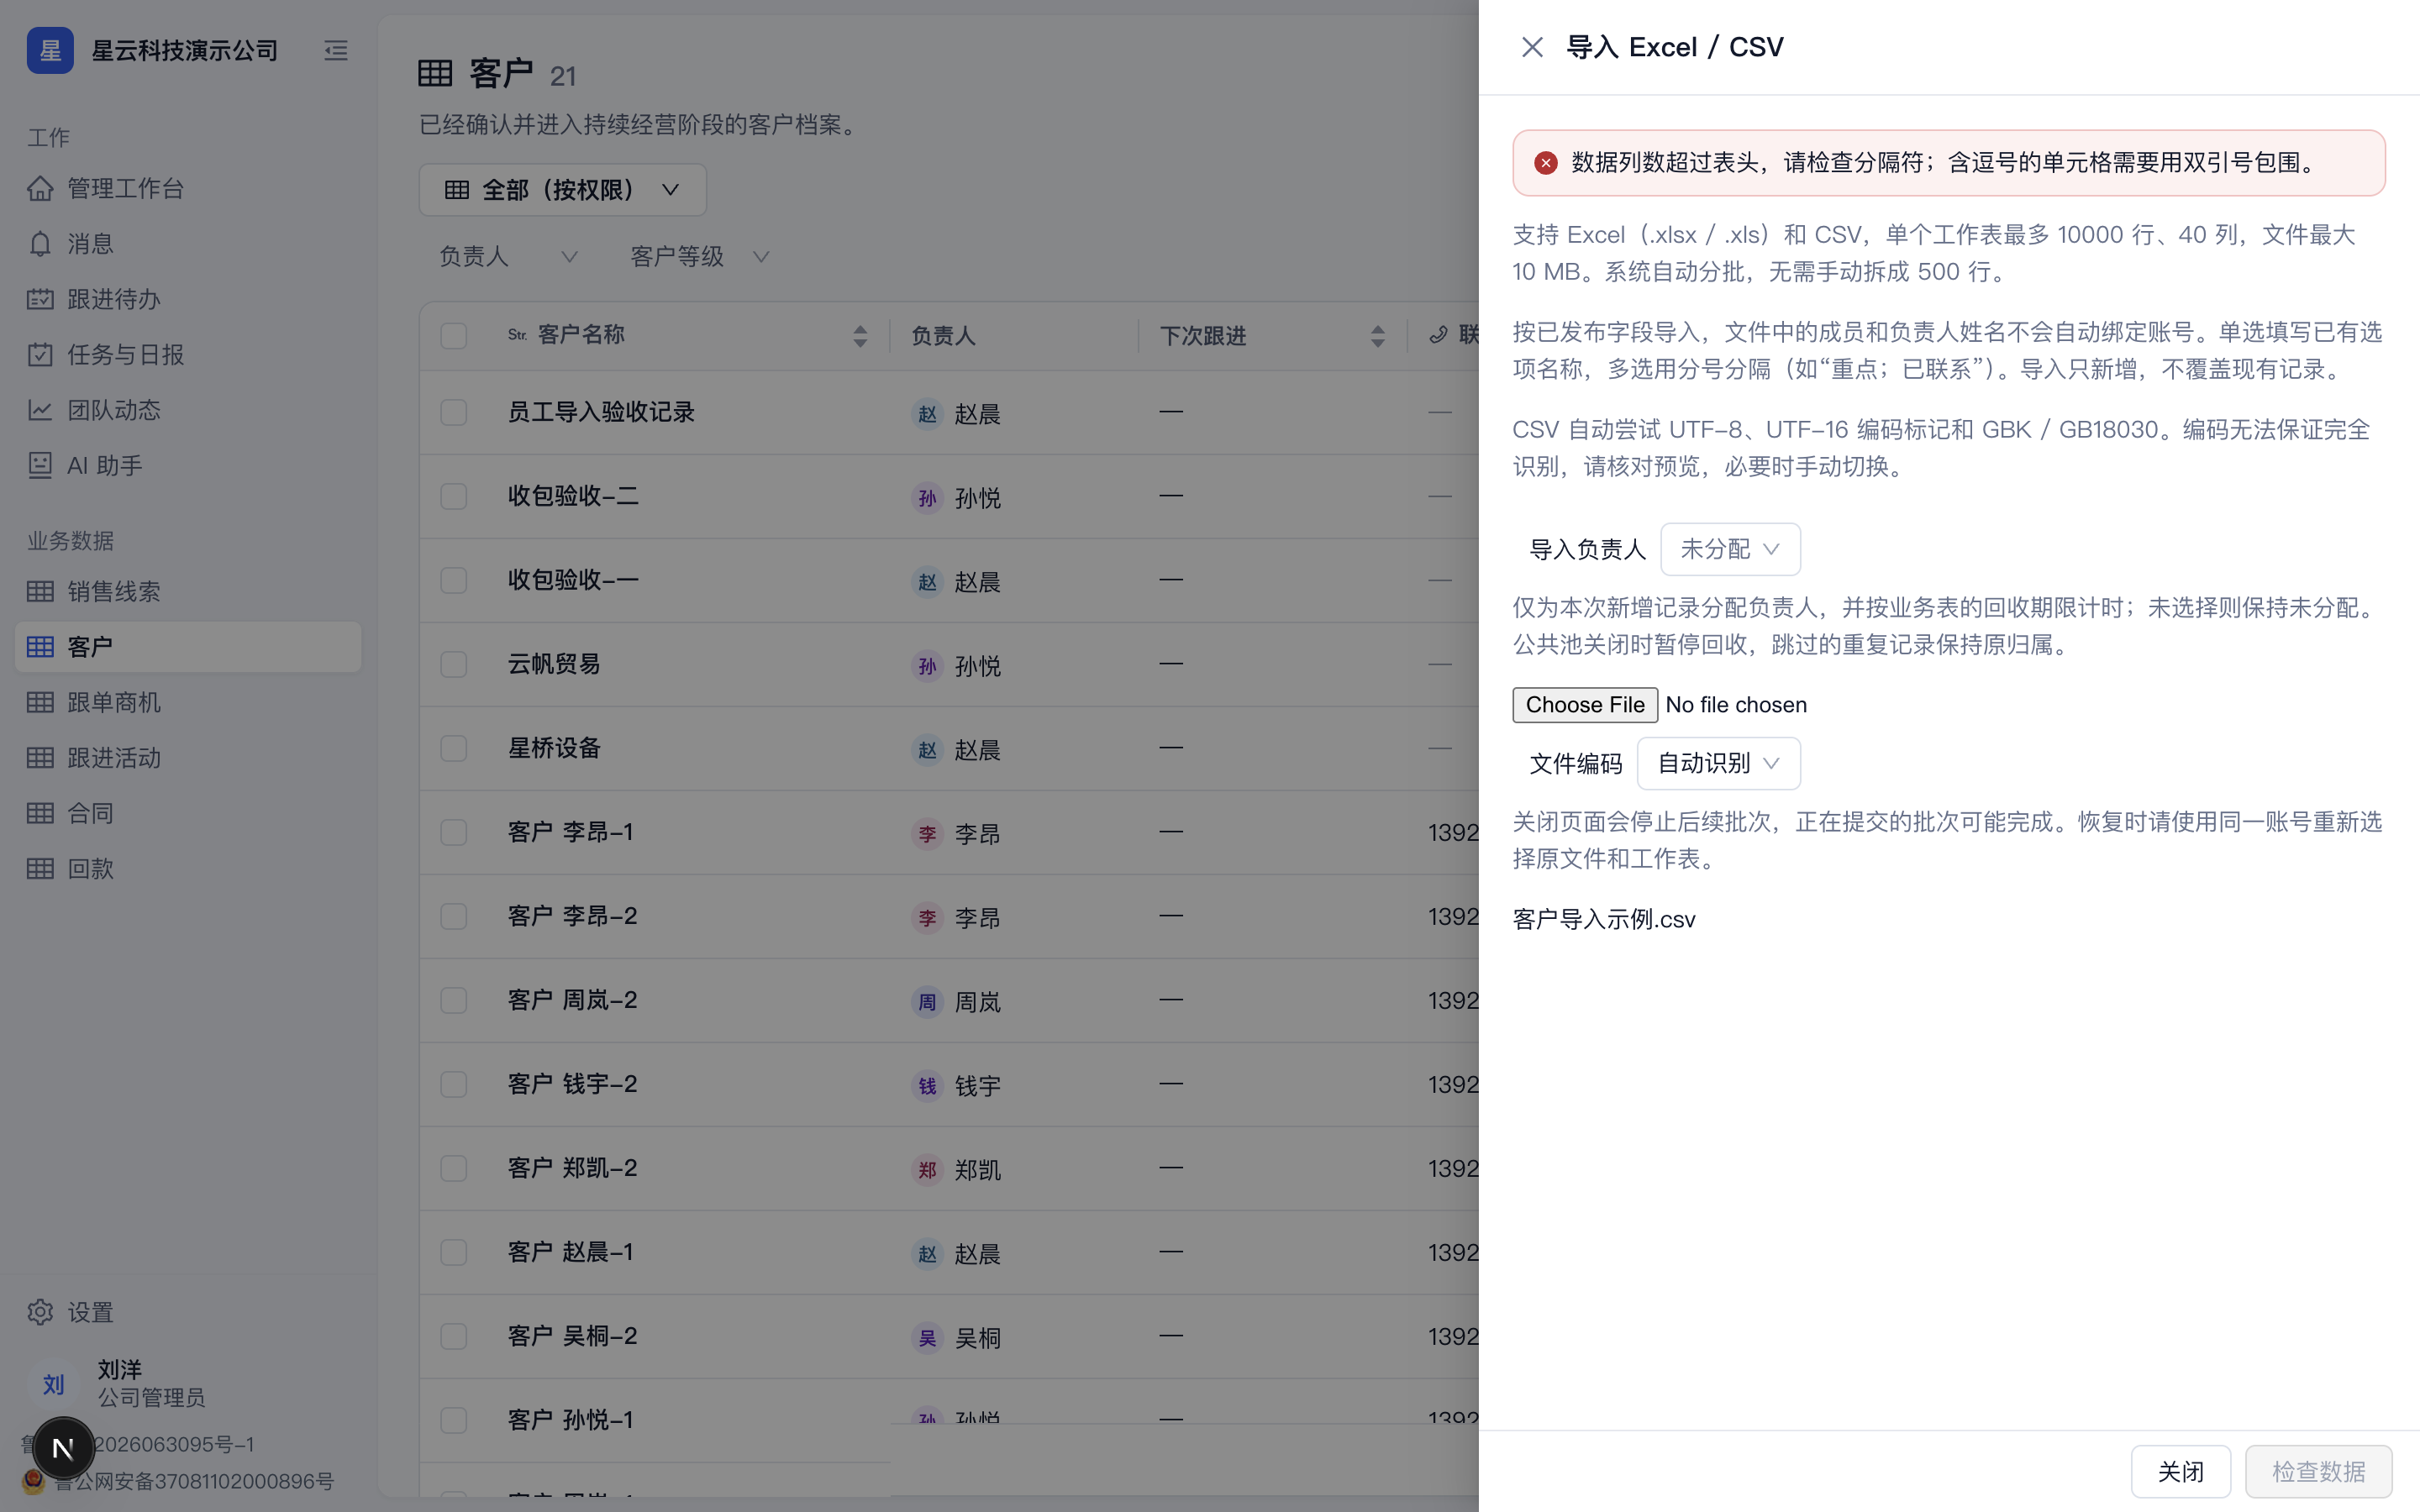 星 星云科技演示公司
工作
管理工作台
消息
跟进待办
任务与日报
团队动态
AI 助手
业务数据
销售线索
客户
跟单商机
跟进活动
合同
回款
设置
刘 刘洋
公司管理员
2026063095号-1
鲁公网安备37081102000896号
N
客户 21
已经确认并进入持续经营阶段的客户档案。
全部（按权限）
负责人 客户等级
Str. 客户名称 负责人 下次跟进 联
员工导入验收记录 赵 赵晨 — —
收包验收-二 孙 孙悦 — —
收包验收-一 赵 赵晨 — —
云帆贸易 孙 孙悦 — —
星桥设备 赵 赵晨 — —
客户 李昂-1 李 李昂 — 1392
客户 李昂-2 李 李昂 — 1392
客户 周岚-2 周 周岚 — 1392
客户 钱宇-2 钱 钱宇 — 1392
客户 郑凯-2 郑 郑凯 — 1392
客户 赵晨-1 赵 赵晨 — 1392
客户 吴桐-2 吴 吴桐 — 1392
客户 孙悦-1 孙 孙悦 — 1392
导入 Excel / CSV
数据列数超过表头，请检查分隔符；含逗号的单元格需要用双引号包围。
支持 Excel（.xlsx / .xls）和 CSV，单个工作表最多 10000 行、40 列，文件最大
10 MB。系统自动分批，无需手动拆成 500 行。
按已发布字段导入，文件中的成员和负责人姓名不会自动绑定账号。单选填写已有选
项名称，多选用分号分隔（如“重点；已联系”）。导入只新增，不覆盖现有记录。
CSV 自动尝试 UTF-8、UTF-16 编码标记和 GBK / GB18030。编码无法保证完全
识别，请核对预览，必要时手动切换。
导入负责人 未分配
仅为本次新增记录分配负责人，并按业务表的回收期限计时；未选择则保持未分配。
公共池关闭时暂停回收，跳过的重复记录保持原归属。
Choose File No file chosen
文件编码 自动识别
关闭页面会停止后续批次，正在提交的批次可能完成。恢复时请使用同一账号重新选
择原文件和工作表。
客户导入示例.csv
关闭 检查数据